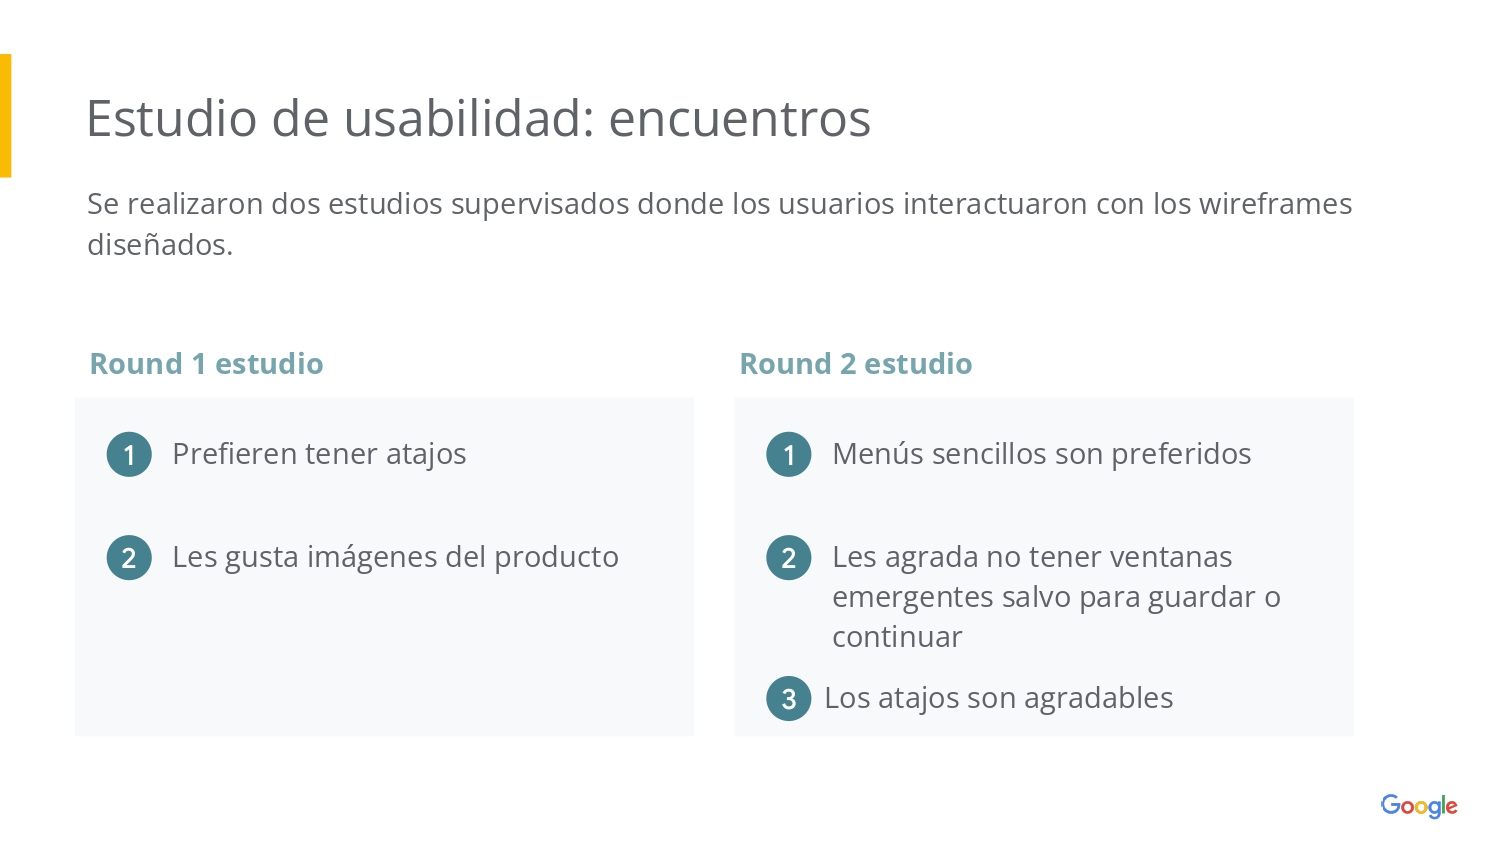 Estudio de usabilidad: encuentros
Se realizaron dos estudios supervisados donde los usuarios interactuaron con los wireframes
diseñados.
Round 1 estudio
1 Prefieren tener atajos
2 Les gusta imágenes del producto
Round 2 estudio
1 Menús sencillos son preferidos
2 Les agrada no tener ventanas
emergentes salvo para guardar o
continuar
3 Los atajos son agradables
Google